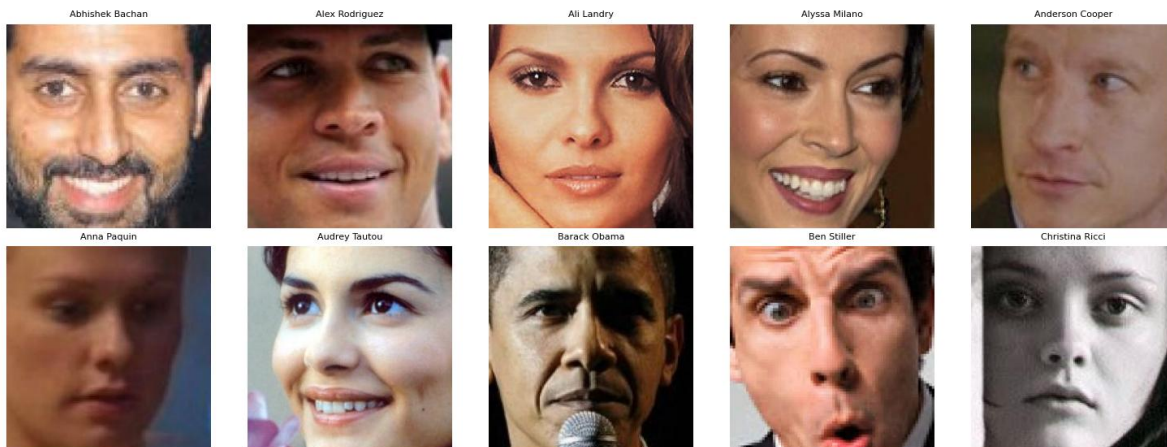 Abhishek Bachan
Alex Rodriguez
Ali Landry
Alyssa Milano
Anderson Cooper
Anna Paquin
Audrey Tautou
Barack Obama
Ben Stiller
Christina Ricci